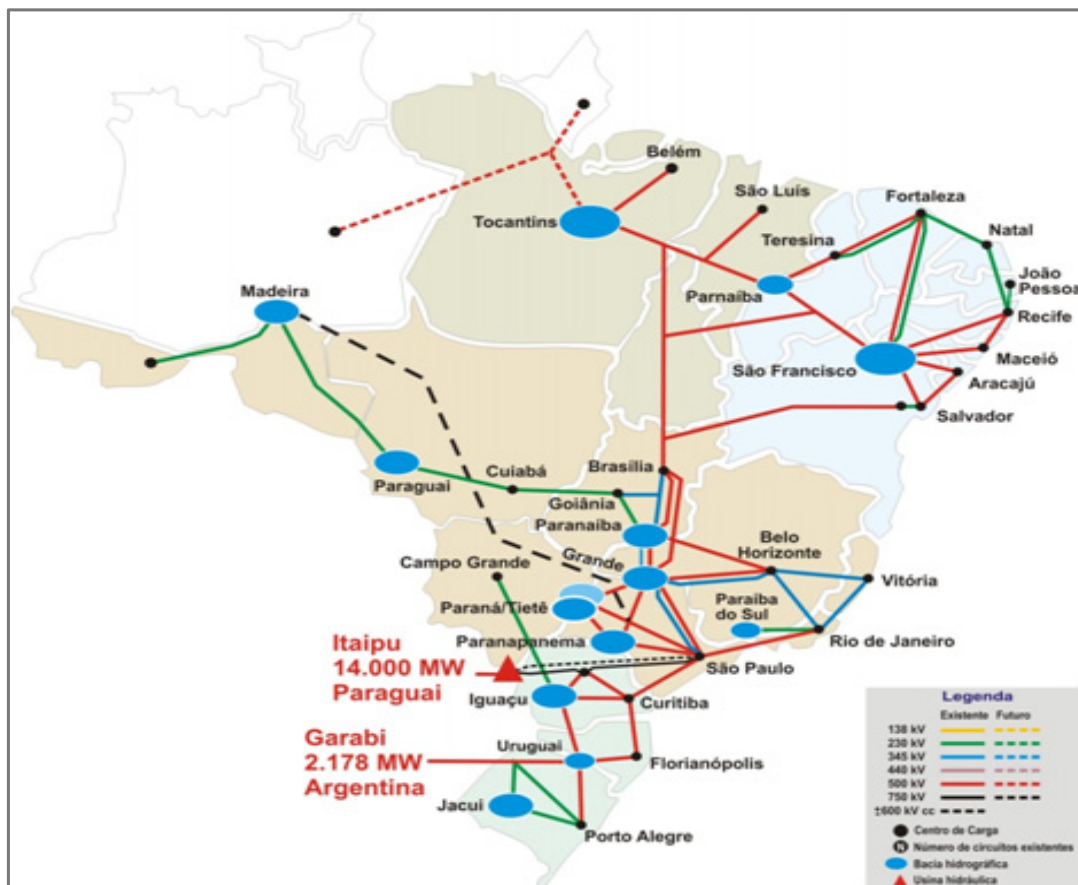 Belém
São Luís
Fortaleza
Tocantins
Teresina
Natal
João
Pessoa
Madeira
Parnaíba
Recife
São Francisco
Maceió
Aracajú
Salvador
Brasília
Cuiabá
Paraguai
Goiânia
Paranaíba
Belo
Horizonte
Grande
Campo Grande
Vitória
Paraná/Tietê
Paraíba
do Sul
Paranapanema
Rio de Janeiro
Itaipu
14.000 MW
Paraguai
São Paulo
Iguaçu
Curitiba
Garabi
2.178 MW
Argentina
Uruguai
Florianópolis
Jacui
Porto Alegre
Legenda
Existente Futuro
138 kV
230 kV
345 kV
440 kV
500 kV
750 kV
‡600 kV cc
Centro de Carga
N Número de circuitos existentes
Bacia hidrográfica
Usina hidráulica